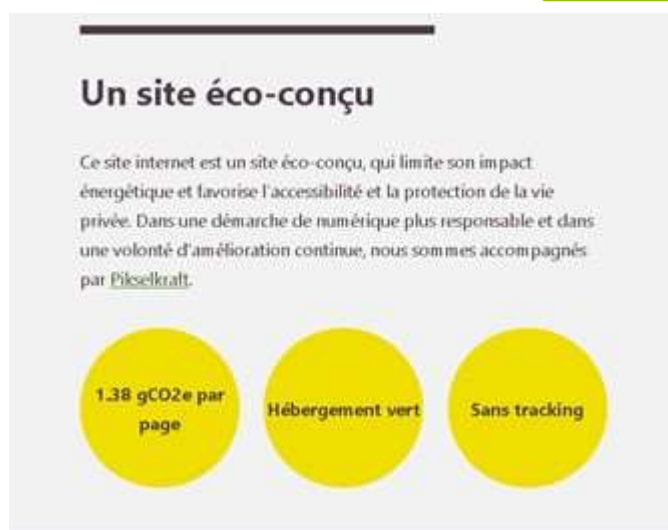 Un site éco-conçu
Ce site internet est un site éco-conçu, qui limite son impact
énergétique et favorise l'accessibilité et la protection de la vie
privée. Dans une démarche de numérique plus responsable et dans
une volonté d'amélioration continue, nous sommes accompagnés
par Pikselkraft.
1.38 gCO2e par
page
Hébergement vert
Sans tracking